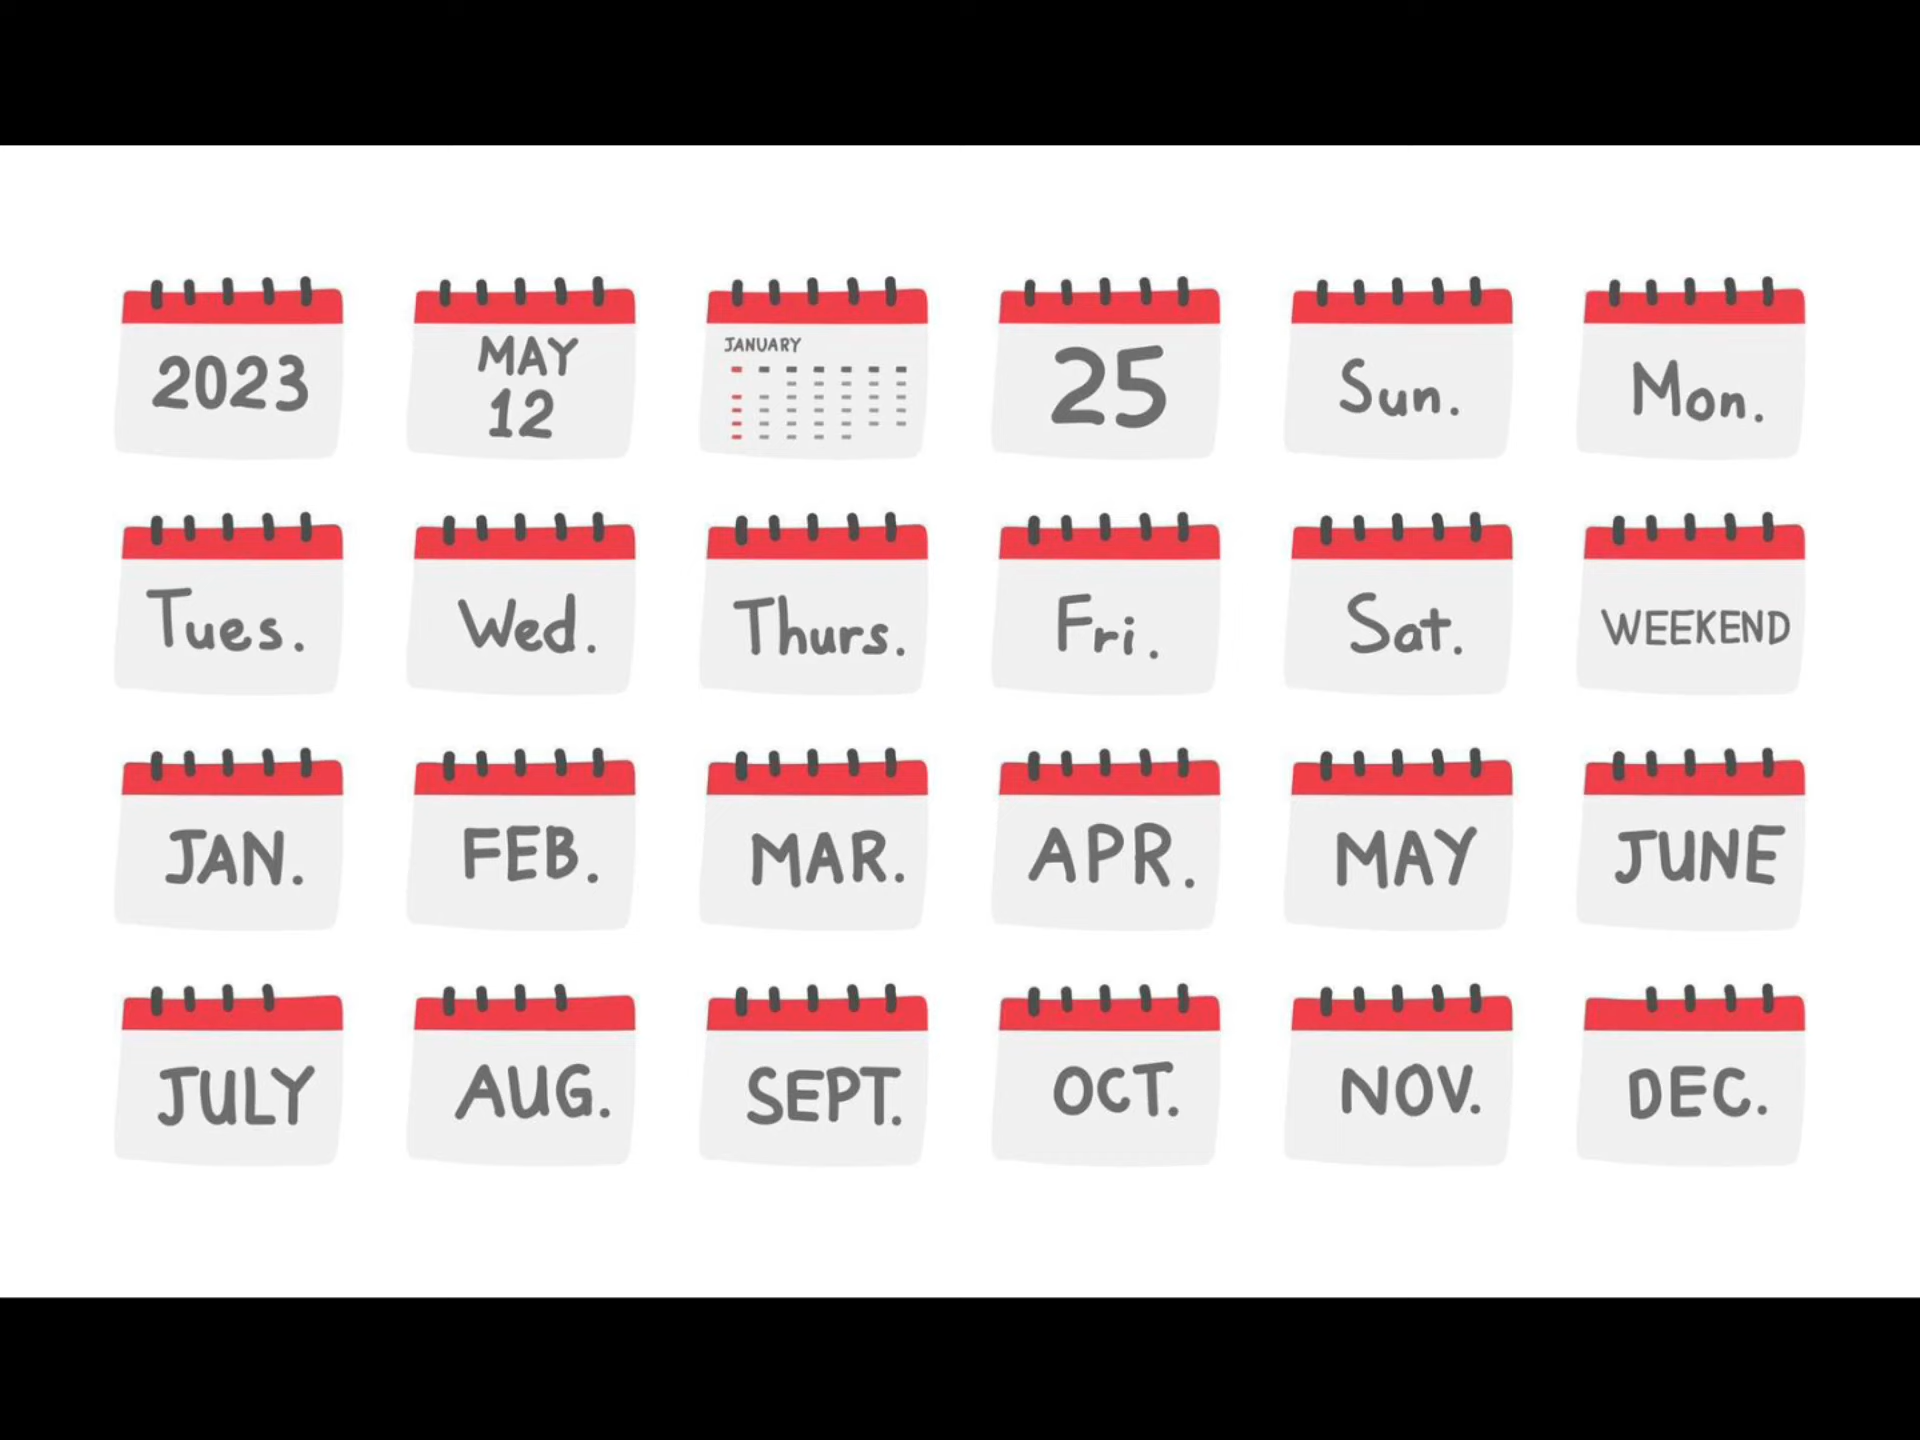 2023
MAY
12
JANUARY
25
Sun.
Mon.
Tues.
Wed.
Thurs.
Fri.
Sat.
WEEKEND
JAN.
FEB.
MAR.
APR.
MAY
JUNE
JULY
AUG.
SEPT.
OCT.
NOV.
DEC.